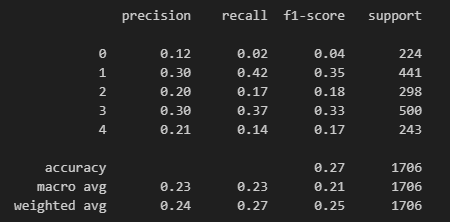 precision recall f1-score support
0 0.12 0.02 0.04 224
1 0.30 0.42 0.35 441
2 0.20 0.17 0.18 298
3 0.30 0.37 0.33 500
4 0.21 0.14 0.17 243
accuracy 0.27 1706
macro avg 0.23 0.23 0.21 1706
weighted avg 0.24 0.27 0.25 1706